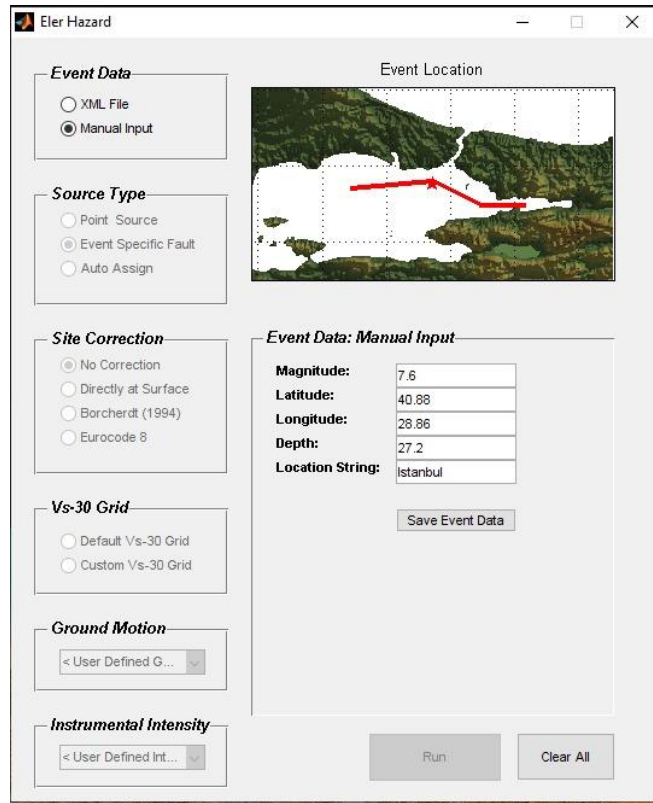 Eler Hazard
Event Data
XML File
Manual Input
Source Type
Point Source
Event Specific Fault
Auto Assign
Site Correction
No Correction
Directly at Surface
Borcherdt (1994)
Eurocode 8
Vs-30 Grid
Default Vs-30 Grid
Custom Vs-30 Grid
Ground Motion
< User Defined G...
Instrumental Intensity
< User Defined Int...
Event Location
Event Data: Manual Input
Magnitude: 7.6
Latitude: 40.88
Longitude: 28.86
Depth: 27.2
Location String: Istanbul
Save Event Data
Run
Clear All